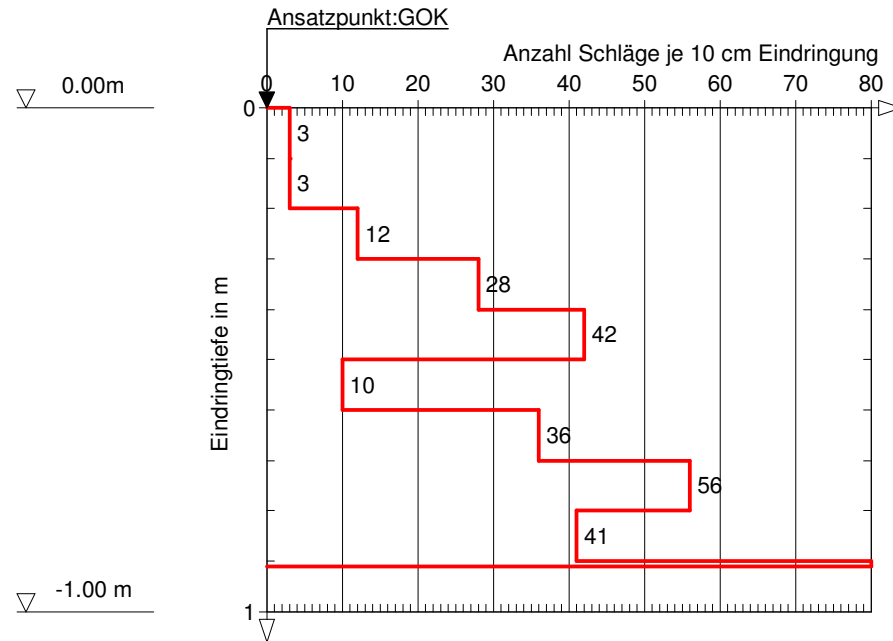 Ansatzpunkt:GOK
Anzahl Schläge je 10 cm Eindringung
0.00m
0 10 20 30 40 50 60 70 80
0
3
3
12
28
42
10
36
56
41
Eindringtiefe in m
-1.00 m
1